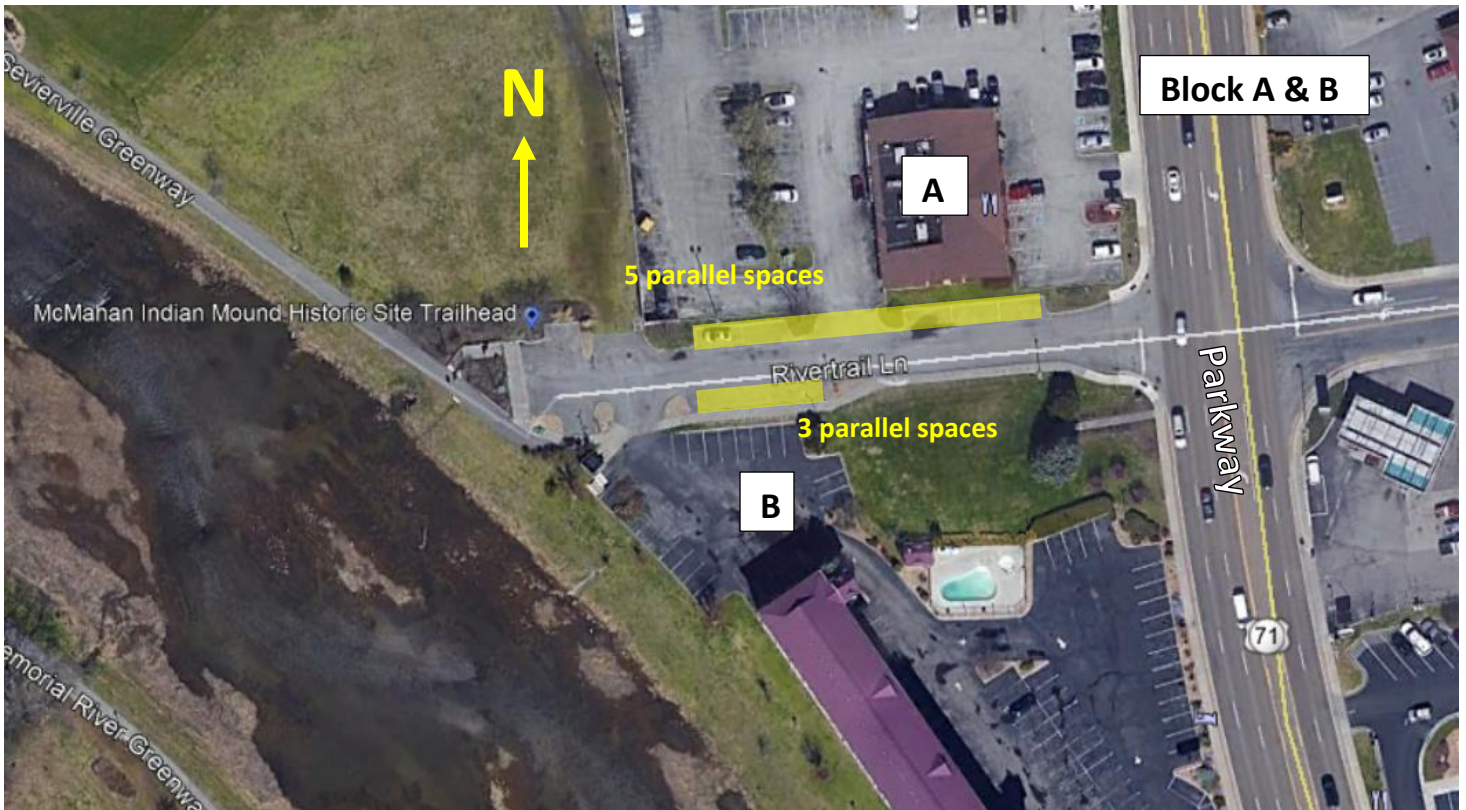 Sevierville Greenway
N
Block A & B
A
5 parallel spaces
McMahan Indian Mound Historic Site Trailhead
Rivertrail Ln
Parkway
3 parallel spaces
B
71
emorial River Greenway